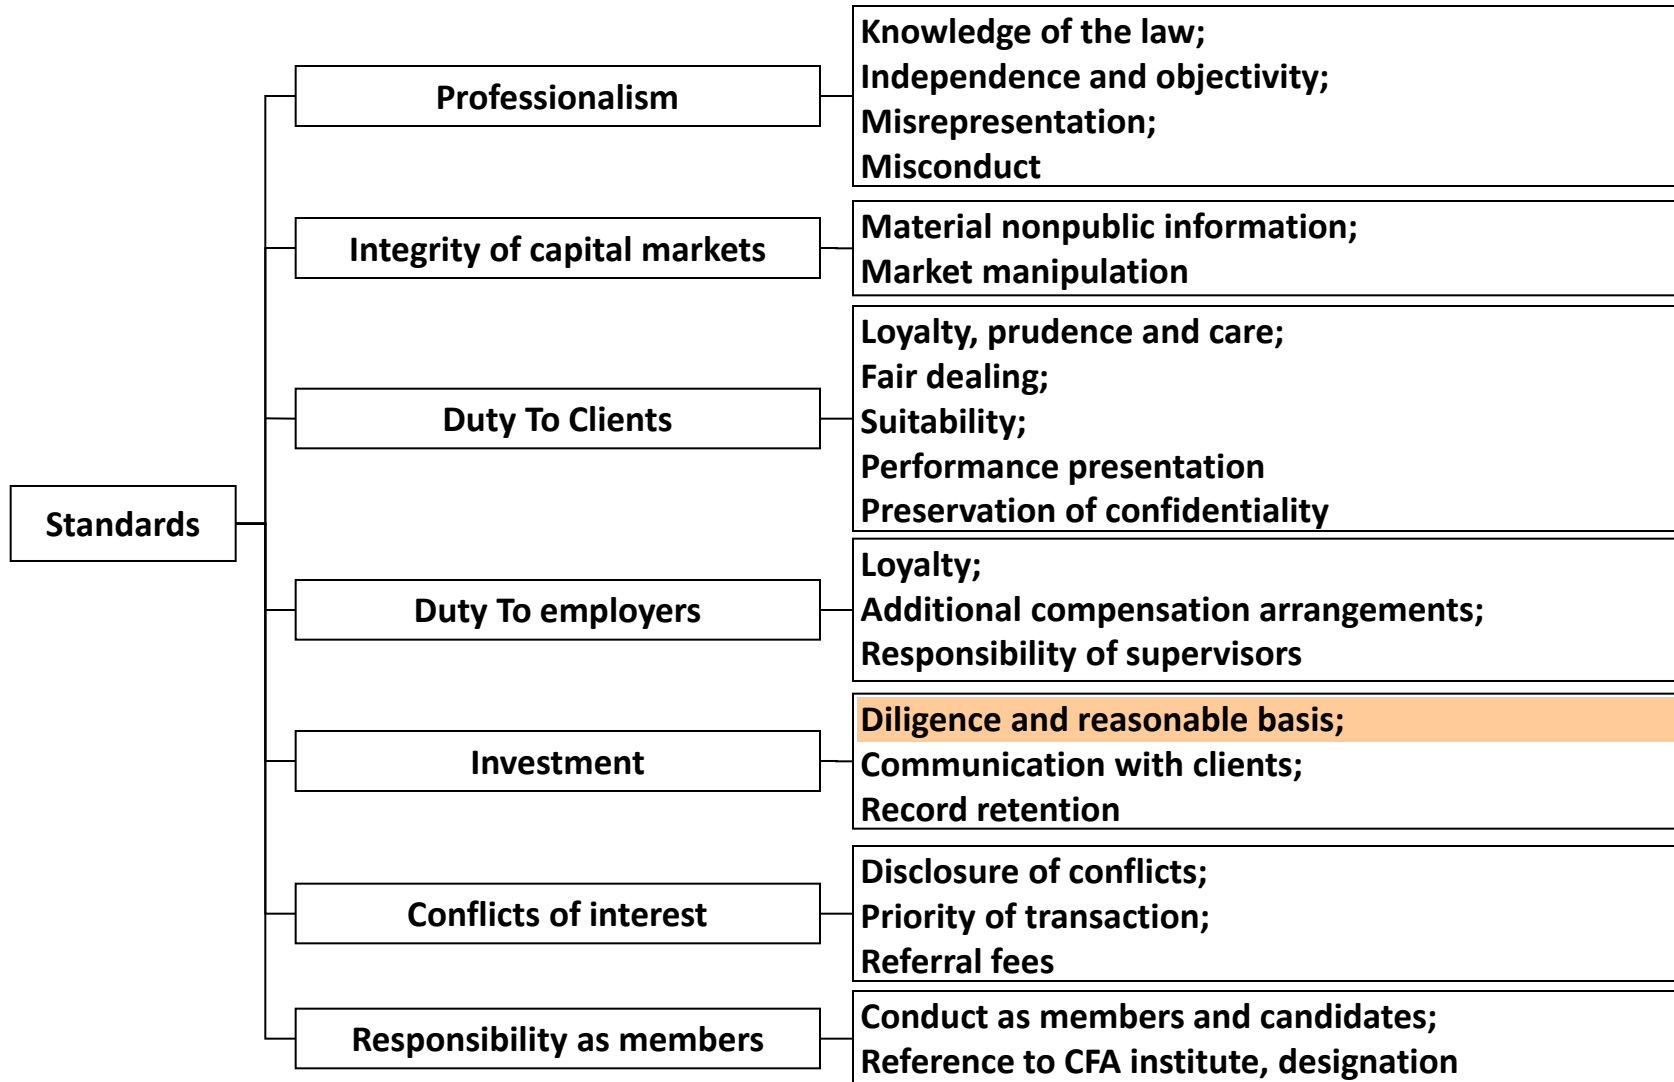 Standards
Professionalism
Knowledge of the law;
Independence and objectivity;
Misrepresentation;
Misconduct
Integrity of capital markets
Material nonpublic information;
Market manipulation
Duty To Clients
Loyalty, prudence and care;
Fair dealing;
Suitability;
Performance presentation
Preservation of confidentiality
Duty To employers
Loyalty;
Additional compensation arrangements;
Responsibility of supervisors
Investment
Diligence and reasonable basis;
Communication with clients;
Record retention
Conflicts of interest
Disclosure of conflicts;
Priority of transaction;
Referral fees
Responsibility as members
Conduct as members and candidates;
Reference to CFA institute, designation